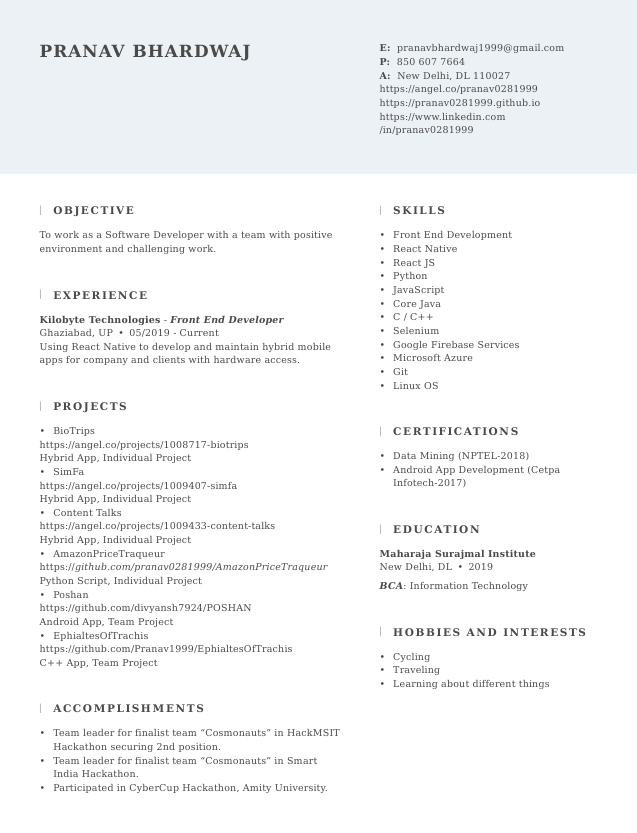 PRANAV BHARDWAJ
E: pranavbhardwaj1999@gmail.com
P: 850 607 7664
A: New Delhi, DL 110027
https://angel.co/pranav0281999
https://pranav0281999.github.io
https://www.linkedin.com
/in/pranav0281999
OBJECTIVE
To work as a Software Developer with a team with positive
environment and challenging work.
EXPERIENCE
Kilobyte Technologies - Front End Developer
Ghaziabad, UP • 05/2019 - Current
Using React Native to develop and maintain hybrid mobile
apps for company and clients with hardware access.
PROJECTS
• BioTrips
https://angel.co/projects/1008717-biotrips
Hybrid App, Individual Project
• SimFa
https://angel.co/projects/1009407-simfa
Hybrid App, Individual Project
• Content Talks
https://angel.co/projects/1009433-content-talks
Hybrid App, Individual Project
• AmazonPriceTraqueur
https://github.com/pranav0281999/AmazonPriceTraqueur
Python Script, Individual Project
• Poshan
https://github.com/divyansh7924/POSHAN
Android App, Team Project
• EphialtesOfTrachis
https://github.com/Pranav1999/EphialtesOfTrachis
C++ App, Team Project
ACCOMPLISHMENTS
• Team leader for finalist team “Cosmonauts” in HackMSIT
Hackathon securing 2nd position.
• Team leader for finalist team “Cosmonauts” in Smart
India Hackathon.
• Participated in CyberCup Hackathon, Amity University.
SKILLS
• Front End Development
• React Native
• React JS
• Python
• JavaScript
• Core Java
• C / C++
• Selenium
• Google Firebase Services
• Microsoft Azure
• Git
• Linux OS
CERTIFICATIONS
• Data Mining (NPTEL-2018)
• Android App Development (Cetpa
Infotech-2017)
EDUCATION
Maharaja Surajmal Institute
New Delhi, DL • 2019
BCA: Information Technology
HOBBIES AND INTERESTS
• Cycling
• Traveling
• Learning about different things